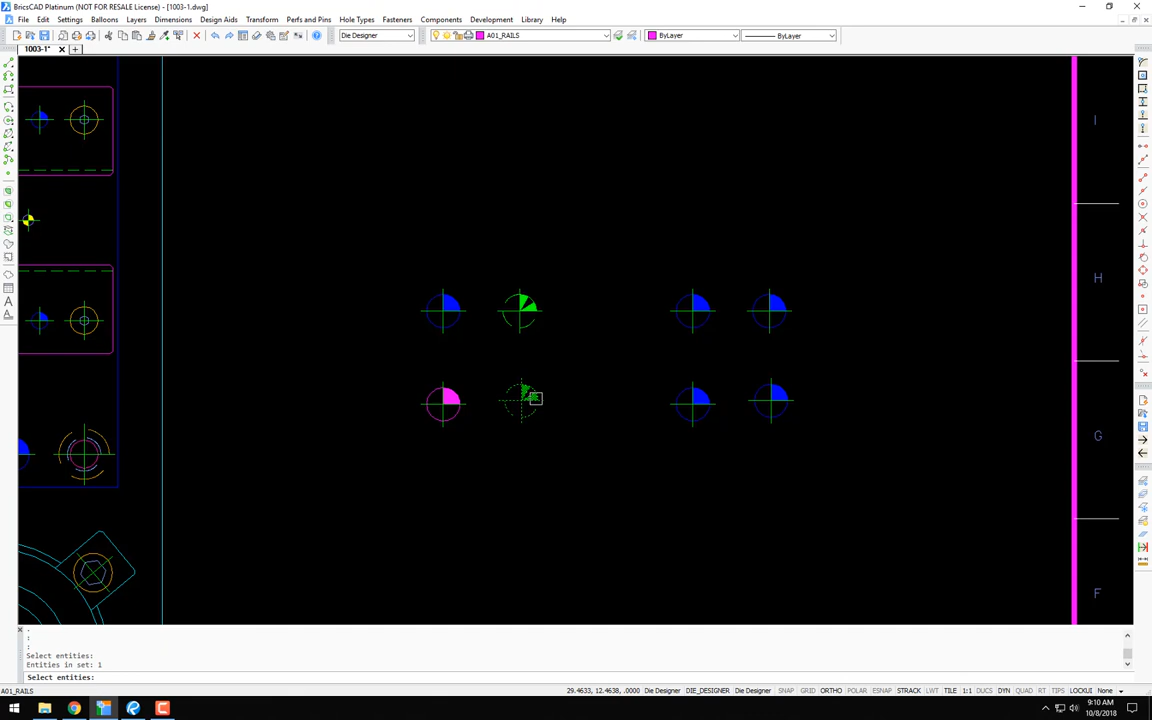 BricsCAD Platinum (NOT FOR RESALE License) - [1003-1.dwg]
File Edit Settings Balloons Layers Dimensions Design Aids Transform Perfs and Pins Hole Types Fasteners Components Development Library Help
Die Designer A01_RAILS ByLayer ByLayer
1003-1*
I
H
G
F
:
:
Select entities:
Entities in set: 1
Select entities:
A01_RAILS 29.4633, 12.4638, .0000 Die Designer DIE_DESIGNER Die Designer SNAP GRID ORTHO POLAR ESNAP STRACK LWT TILE 1:1 DUCS DYN QUAD RT TIPS LOCKUI None
9:10 AM
10/8/2018